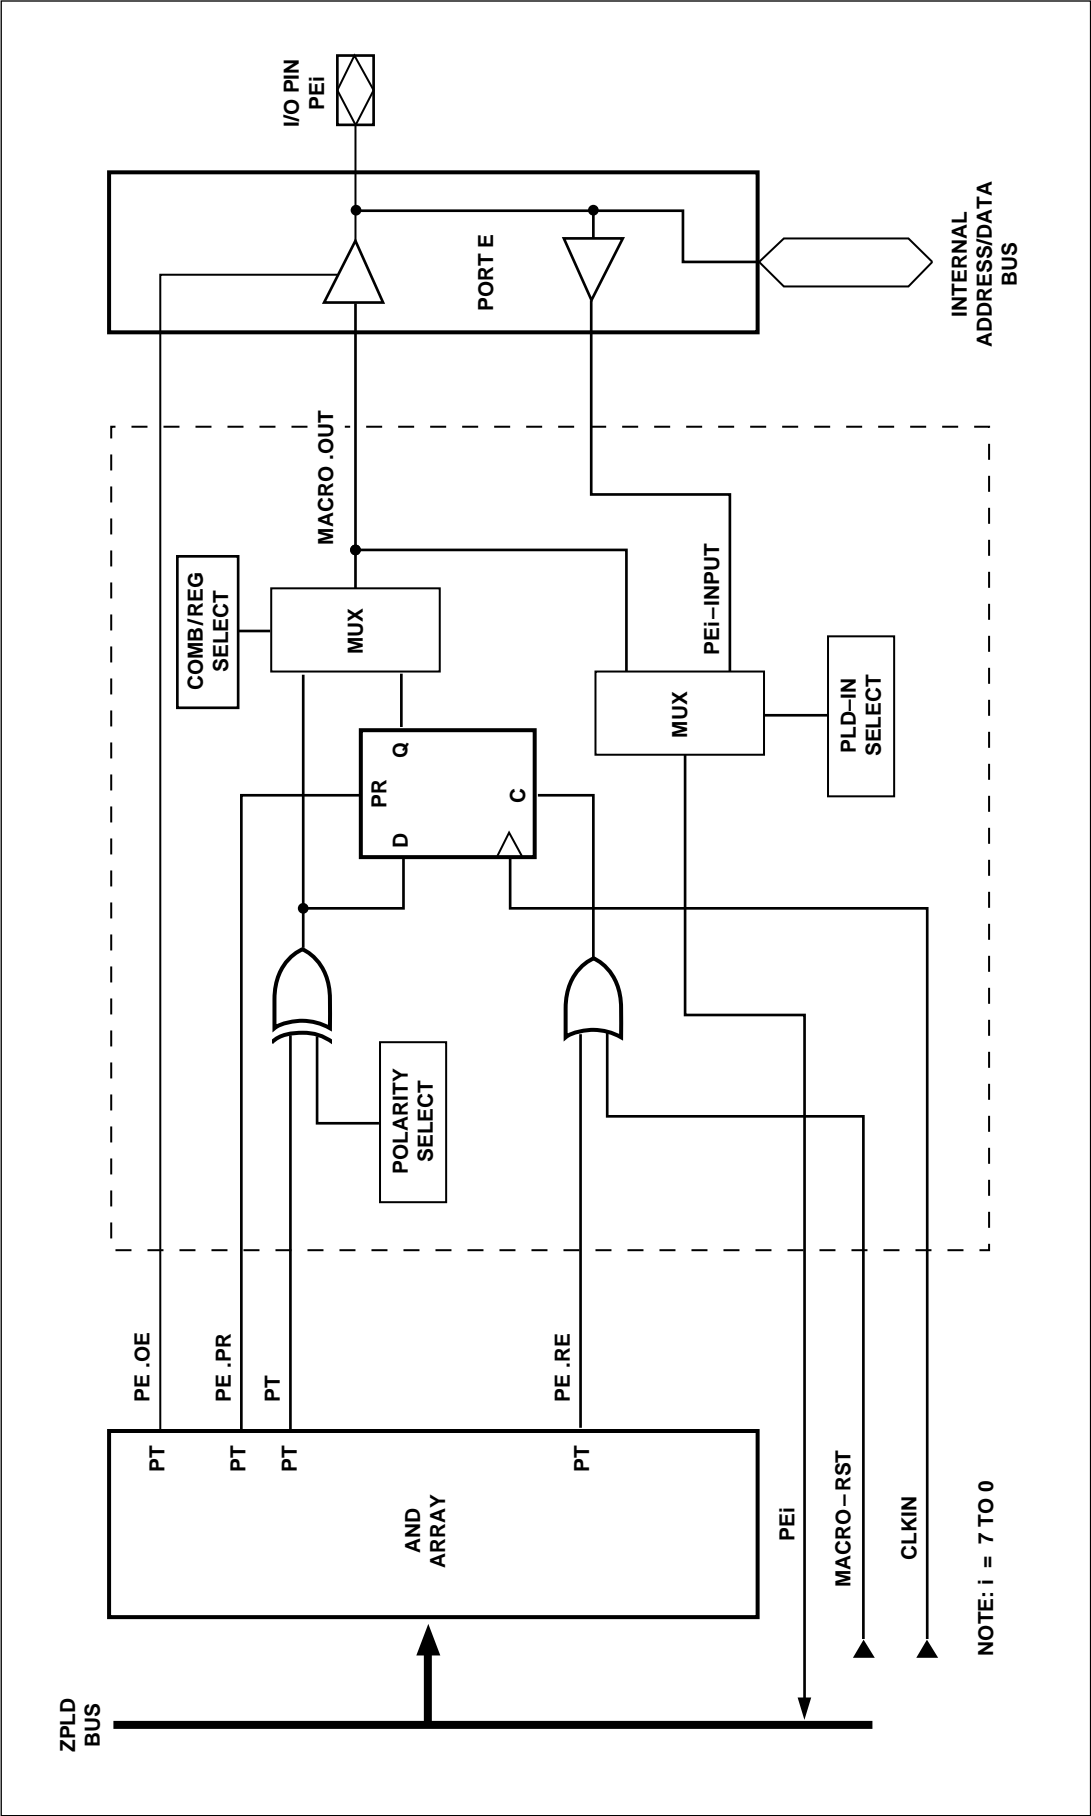 ZPLD
BUS
AND
ARRAY
PT
PT
PT
PT
PE .OE
PE .PR
PT
PE .RE
PEi
MACRO–RST
CLKIN
NOTE: i = 7 TO 0
POLARITY
SELECT
D
PR
Q
C
COMB/REG
SELECT
MUX
MACRO .OUT
MUX
PEi–INPUT
PLD–IN
SELECT
PORT E
I/O PIN
PEi
INTERNAL
ADDRESS/DATA
BUS